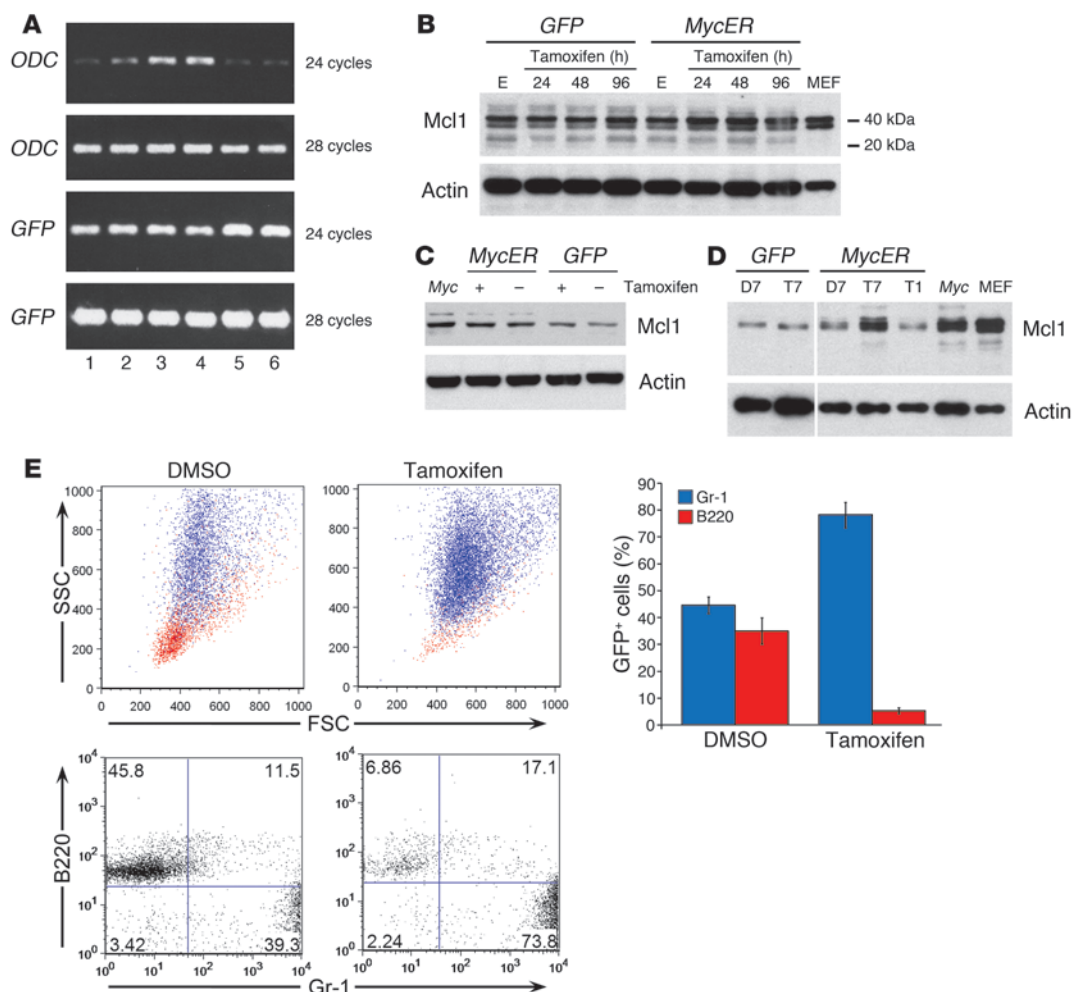 A
ODC
24 cycles
ODC
28 cycles
GFP
24 cycles
GFP
28 cycles
1 2 3 4 5 6
B
GFP MycER
Tamoxifen (h) Tamoxifen (h)
E 24 48 96 E 24 48 96 MEF
Mcl1
40 kDa
20 kDa
Actin
C
MycER GFP
Myc + – + – Tamoxifen
Mcl1
Actin
D
GFP MycER
D7 T7 D7 T7 T1 Myc MEF
Mcl1
Actin
E
DMSO Tamoxifen
SSC
1000
800
600
400
200
0
0 200 400 600 800 1000
1000
800
600
400
200
0
0 200 400 600 800 1000
FSC
B220
10⁴
10³
10²
10¹
10⁰
45.8 11.5
3.42 39.3
10⁰ 10¹ 10² 10³ 10⁴
10⁴
10³
10²
10¹
10⁰
6.86 17.1
2.24 73.8
10⁰ 10¹ 10² 10³ 10⁴
Gr-1
GFP⁺ cells (%)
90
80
70
60
50
40
30
20
10
0
Gr-1
B220
DMSO Tamoxifen